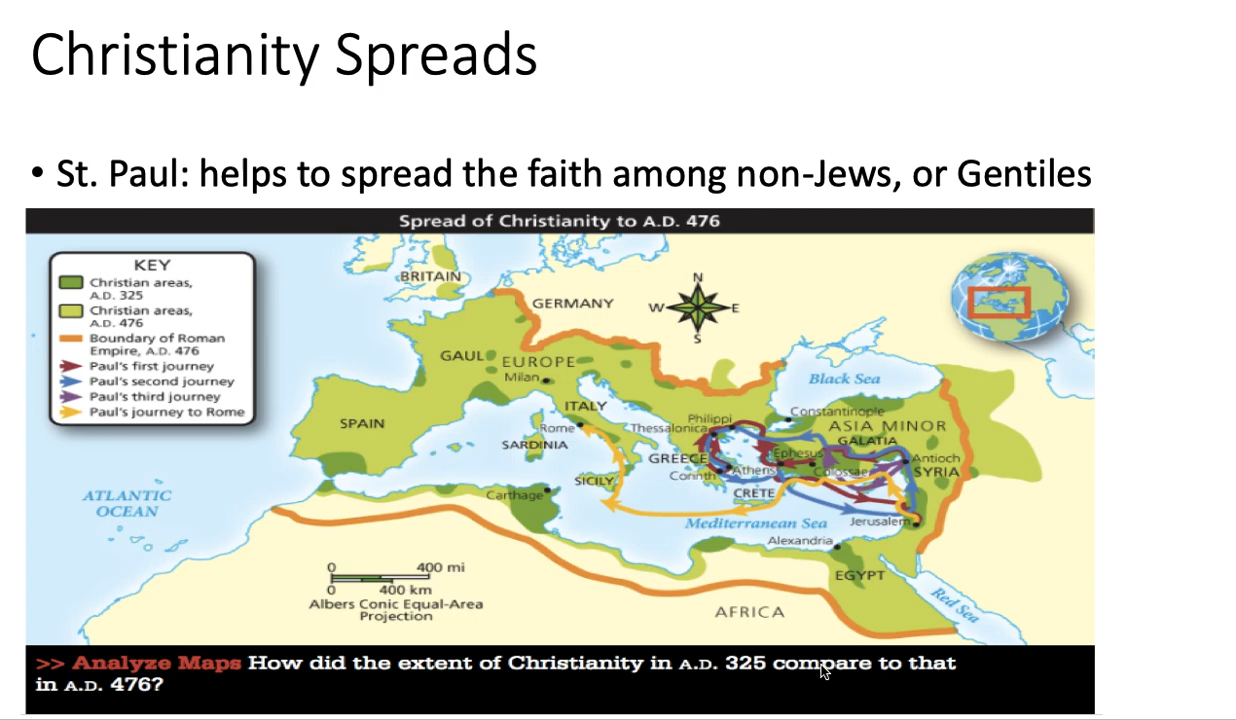 Christianity Spreads
• St. Paul: helps to spread the faith among non-Jews, or Gentiles
Spread of Christianity to A.D. 476
KEY
Christian areas,
A.D. 325
Christian areas,
A.D. 476
Boundary of Roman
Empire, A.D. 476
Paul's first journey
Paul's second journey
Paul's third journey
Paul's journey to Rome
BRITAIN
GERMANY
N
W
E
S
GAUL
EUROPE
Milan
Black Sea
ITALY
SPAIN
Rome
SARDINIA
Philippi
Thessalonica
Constantinople
ASIA MINOR
GALATIA
GREECE
Ephesus
Antioch
Athens
Colossae
SYRIA
Corinth
SICILY
CRETE
Carthage
ATLANTIC
OCEAN
Mediterranean Sea
Jerusalem
Alexandria
EGYPT
Red Sea
AFRICA
0 400 mi
0 400 km
Albers Conic Equal-Area
Projection
>> Analyze Maps How did the extent of Christianity in A.D. 325 compare to that
in A.D. 476?